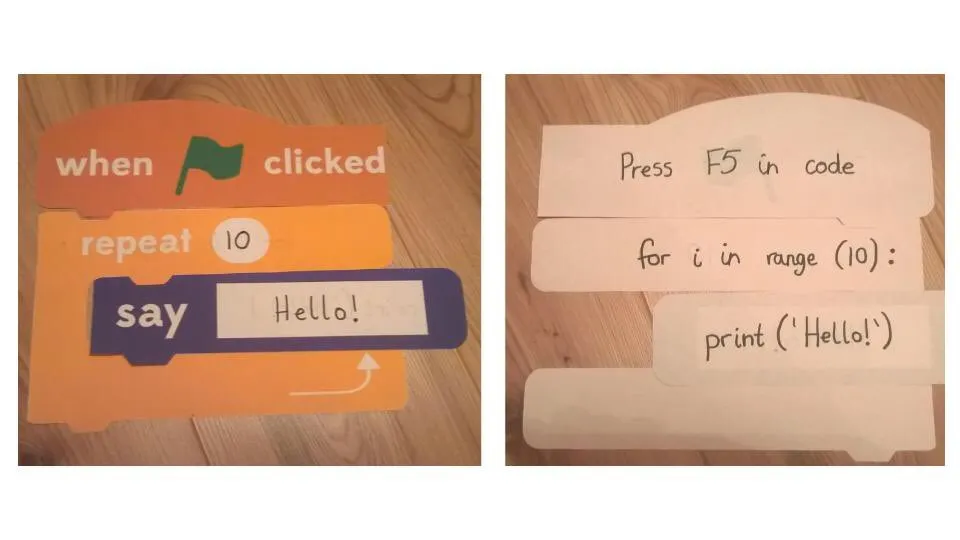 when clicked
repeat 10
say Hello!
Press F5 in code
for i in range (10):
print ('Hello!')